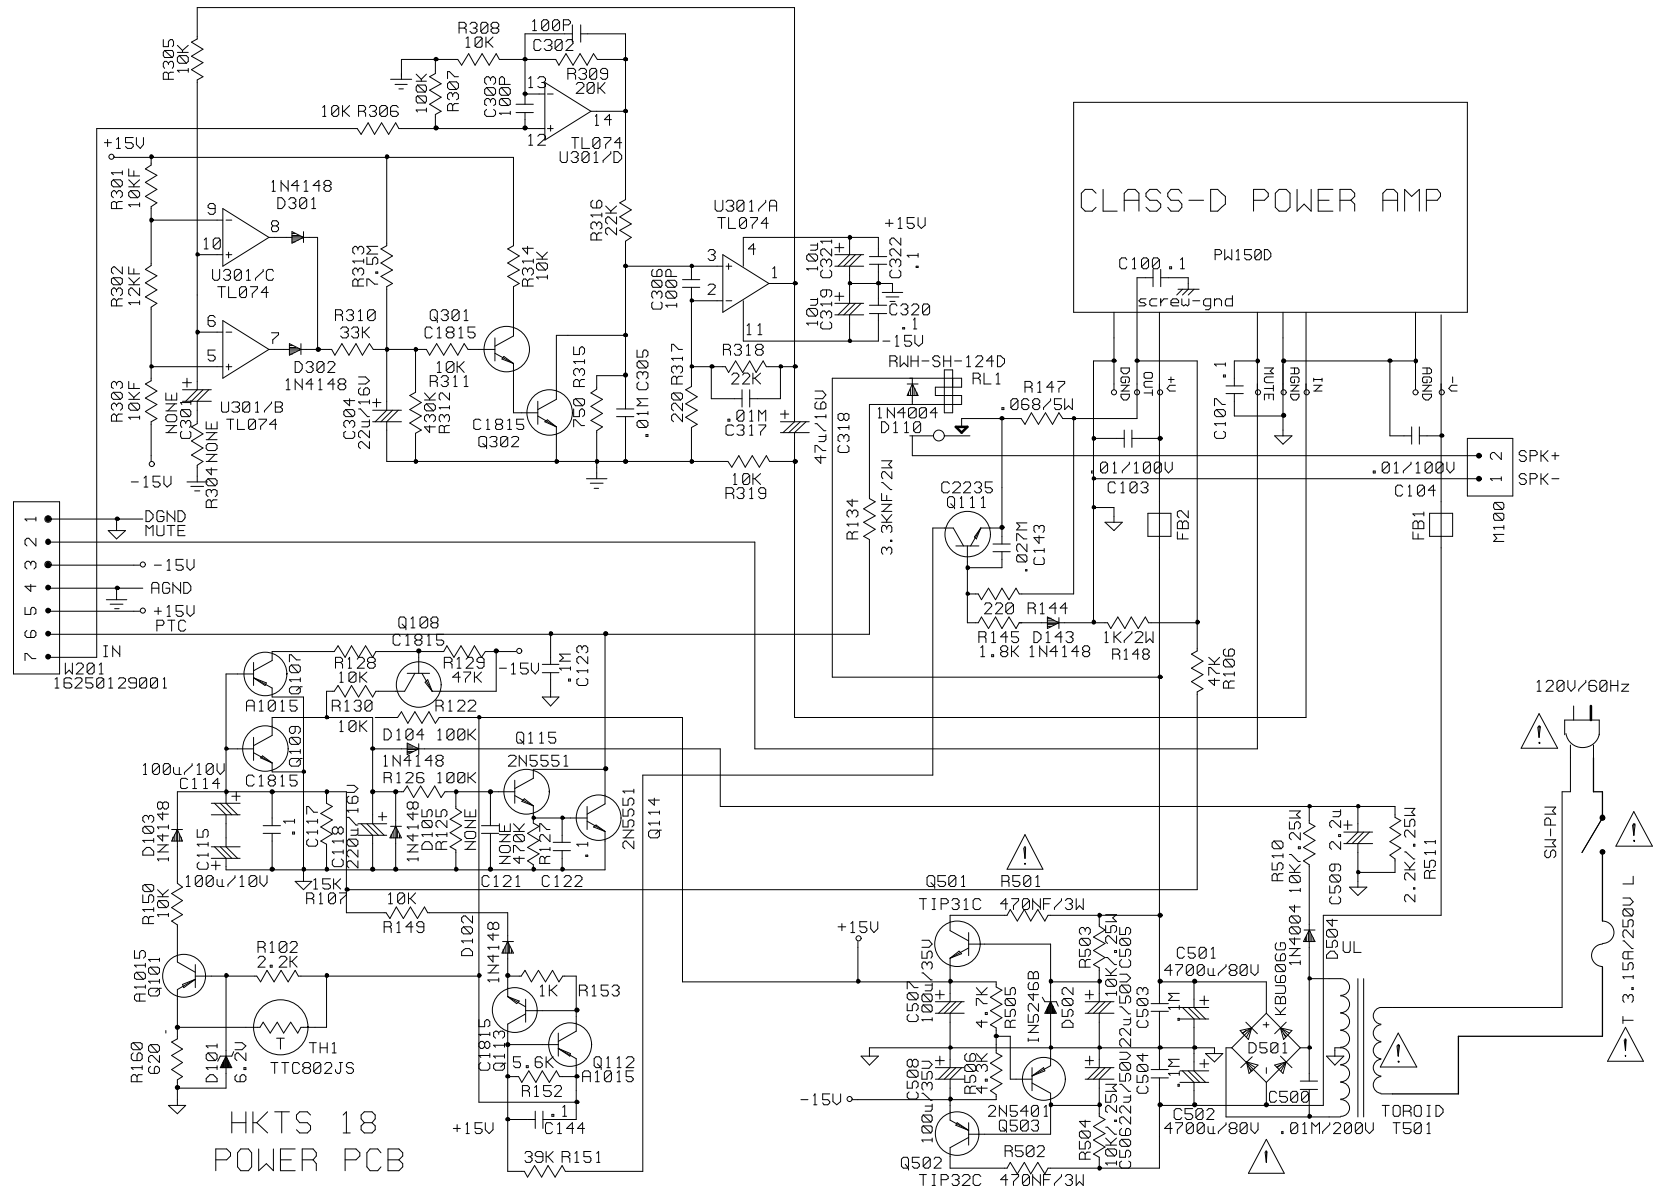 R308
10K
100P
C302
R309
20K
R305
10K
100K
R307
C303
100P
13
12
14
10K R306
TL074
U301/D
+15V
R301
10KF
1N4148
D301
9
8
10
U301/C
TL074
R302
12KF
R313
7.5M
R314
10K
R316
22K
U301/A
TL074
4
3
1
2
11
C306
100P
10u
C321
+15V
C322
.1
10u
C319
C320
.1
-15V
6
7
5
R310
33K
Q301
C1815
D302
1N4148
10K
R311
R303
10KF
NONE
C301
U301/B
TL074
R304 NONE
-15V
C304
22u/16V
430K
R312
C1815
Q302
750
R315
.01M C305
220 R317
R318
22K
.01M
C317
10K
R319
47u/16V
C318
RWH-SH-124D
RL1
1N4004
D110
R147
.068/5W
CLASS-D POWER AMP
PW150D
C100 .1
screw-gnd
DGND
OUT
+V
C107 .1
MUTE
AGND
IN
AGND
-V
.01/100V
C103
.01/100V
C104
2
1
SPK+
SPK-
M100
FB2
FB1
R134
3.3KNF/2W
C2235
Q111
.027M
C143
220 R144
R145
1.8K
D143
1N4148
1K/2W
R148
47K
R106
1
2
3
4
5
6
7
DGND
MUTE
-15V
AGND
+15V
PTC
IN
W201
16250129001
Q108
C1815
R128
10K
R129
47K
-15V
.1M
C123
Q107
A1015
R130
10K
R122
100K
Q109
C1815
D104
1N4148
R126 100K
Q115
2N5551
100u/10V
C114
D103
1N4148
C115
100u/10V
.1
C117
C118
220u/16V
1N4148
D105
R125
NONE
NONE
C121
470K
R127
.1
C122
2N5551
Q114
15K
R107
R150
10K
10K
R149
D102
1N4148
A1015
Q101
R102
2.2K
1K
R153
R160
620
D101
6.2V
T
TH1
TTC802JS
C1815
Q113
5.6K
R152
Q112
A1015
.1
C144
+15V
39K R151
HKTS 18
POWER PCB
Q501
TIP31C
R501
470NF/3W
+15V
C507
100u/35V
4.7K
R505
IN5246B
D502
R503
10K/.25W
C505
22u/50V
C503
.1M
C501
4700u/80V
KBU606G
D501
C508
100u/35V
R506
4.3K
-15V
2N5401
Q503
R504
10K/.25W
C506
22u/50V
C504
.1M
C502
4700u/80V
Q502
TIP32C
R502
470NF/3W
C500
.01M/200V
R510
10K/.25W
C509 2.2u
2.2K/.25W
R511
1N4004
D504
UL
TOROID
T501
120V/60Hz
SW-PW
T 3.15A/250V L